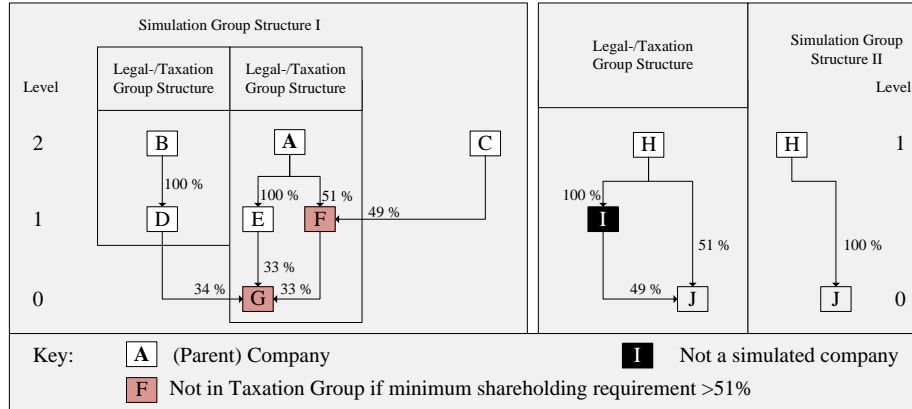 Simulation Group Structure I
Legal-/Taxation
Group Structure
Legal-/Taxation
Group Structure
Level
2
B
A
C
100 %
100 %
51 %
1
D
E
F
49 %
33 %
34 %
33 %
0
G
Legal-/Taxation
Group Structure
Simulation Group
Structure II
Level
H
H
1
100 %
I
51 %
100 %
49 %
J
J
0
Key:
A
(Parent) Company
I
Not a simulated company
F
Not in Taxation Group if minimum shareholding requirement >51%